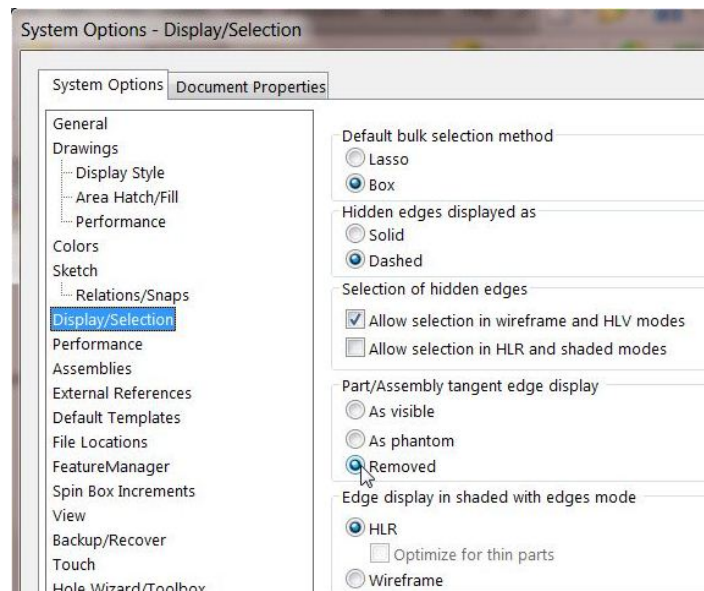 System Options - Display/Selection
System Options Document Properties
General
Drawings
Display Style
Area Hatch/Fill
Performance
Colors
Sketch
Relations/Snaps
Display/Selection
Performance
Assemblies
External References
Default Templates
File Locations
FeatureManager
Spin Box Increments
View
Backup/Recover
Touch
Hole Wizard/Toolbox
Default bulk selection method
Lasso
Box
Hidden edges displayed as
Solid
Dashed
Selection of hidden edges
Allow selection in wireframe and HLV modes
Allow selection in HLR and shaded modes
Part/Assembly tangent edge display
As visible
As phantom
Removed
Edge display in shaded with edges mode
HLR
Optimize for thin parts
Wireframe